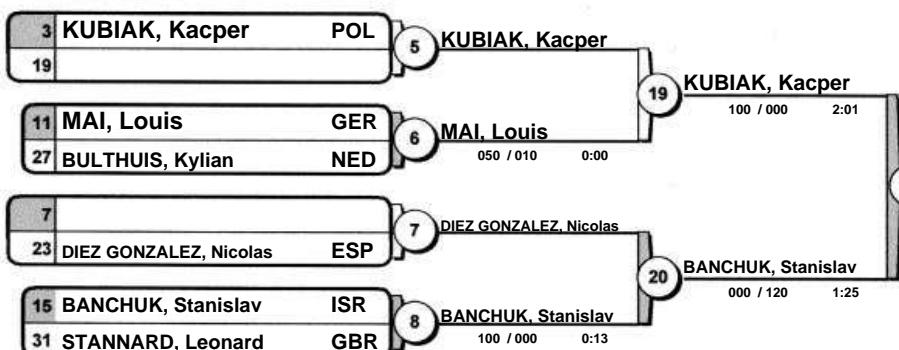 3 KUBIAK, Kacper POL
19
5 KUBIAK, Kacper
19 KUBIAK, Kacper
100 / 000 2:01
11 MAI, Louis GER
27 BULTHUIS, Kylian NED
6 MAI, Louis
050 / 010 0:00
7
23 DIEZ GONZALEZ, Nicolas ESP
7 DIEZ GONZALEZ, Nicolas
20 BANCHUK, Stanislav
000 / 120 1:25
15 BANCHUK, Stanislav ISR
31 STANNARD, Leonard GBR
8 BANCHUK, Stanislav
100 / 000 0:13